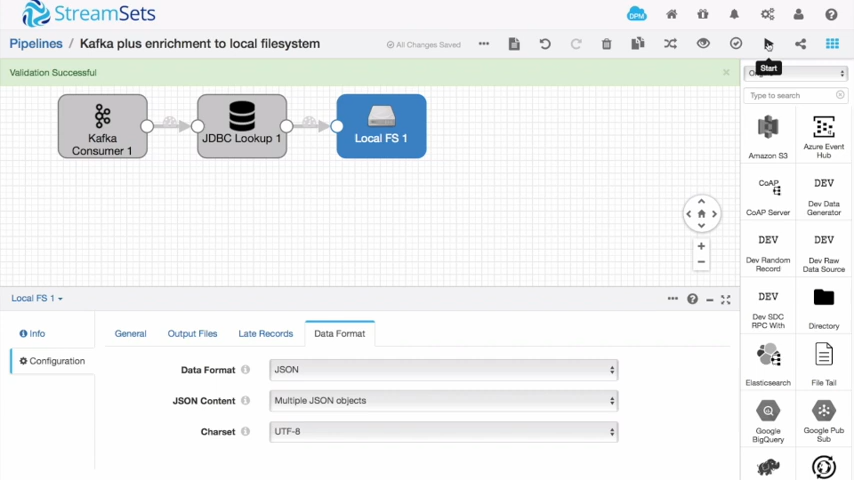 StreamSets
DPM
Pipelines / Kafka plus enrichment to local filesystem
All Changes Saved
Validation Successful
Start
Type to search
Kafka
Consumer 1
JDBC Lookup 1
Local FS 1
Amazon S3
Azure Event
Hub
CoAP
CoAP Server
DEV
Dev Data
Generator
DEV
Dev Random
Record
DEV
Dev Raw
Data Source
DEV
Dev SDC
RPC With
Directory
Elasticsearch
File Tail
Google
BigQuery
Google Pub
Sub
Local FS 1
Info
Configuration
General
Output Files
Late Records
Data Format
Data Format
JSON
JSON Content
Multiple JSON objects
Charset
UTF-8